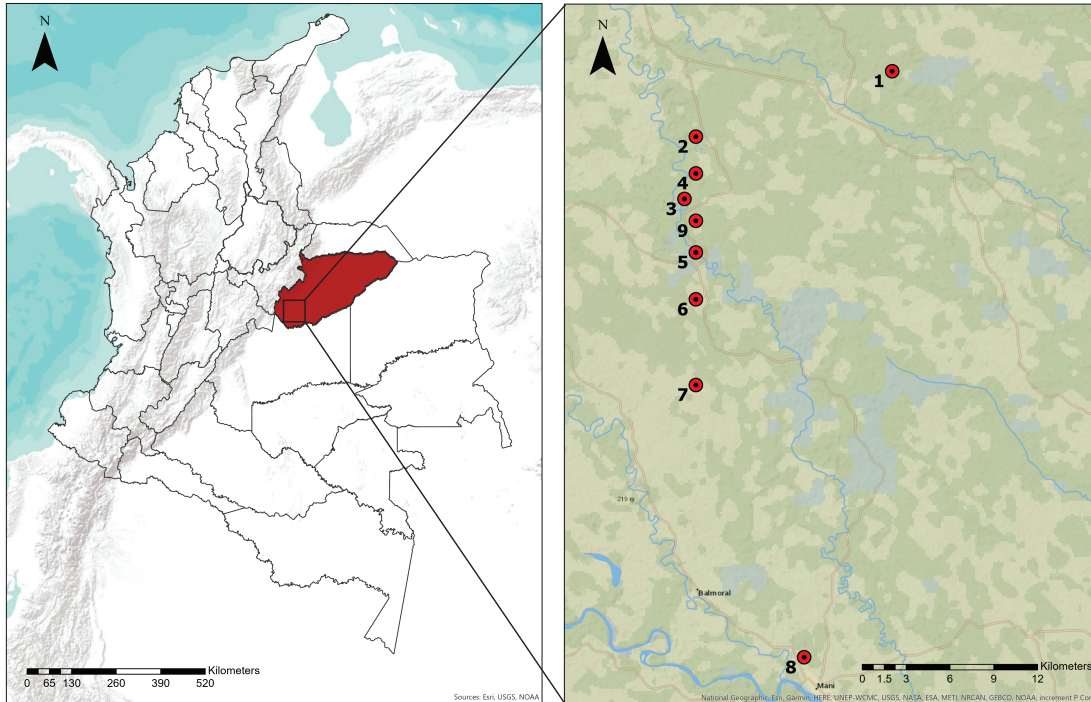 N
Kilometers
0 65 130 260 390 520
Sources: Esri, USGS, NOAA
N
1
2
4
3
9
5
6
7
219 m
Balmoral
8
Kilometers
0 1.5 3 6 9 12
Mani
National Geographic, Esri, Garmin, HERE, UNEP-WCMC, USGS, NASA, ESA, METI, NRCAN, GEBCO, NOAA, increment P Cor